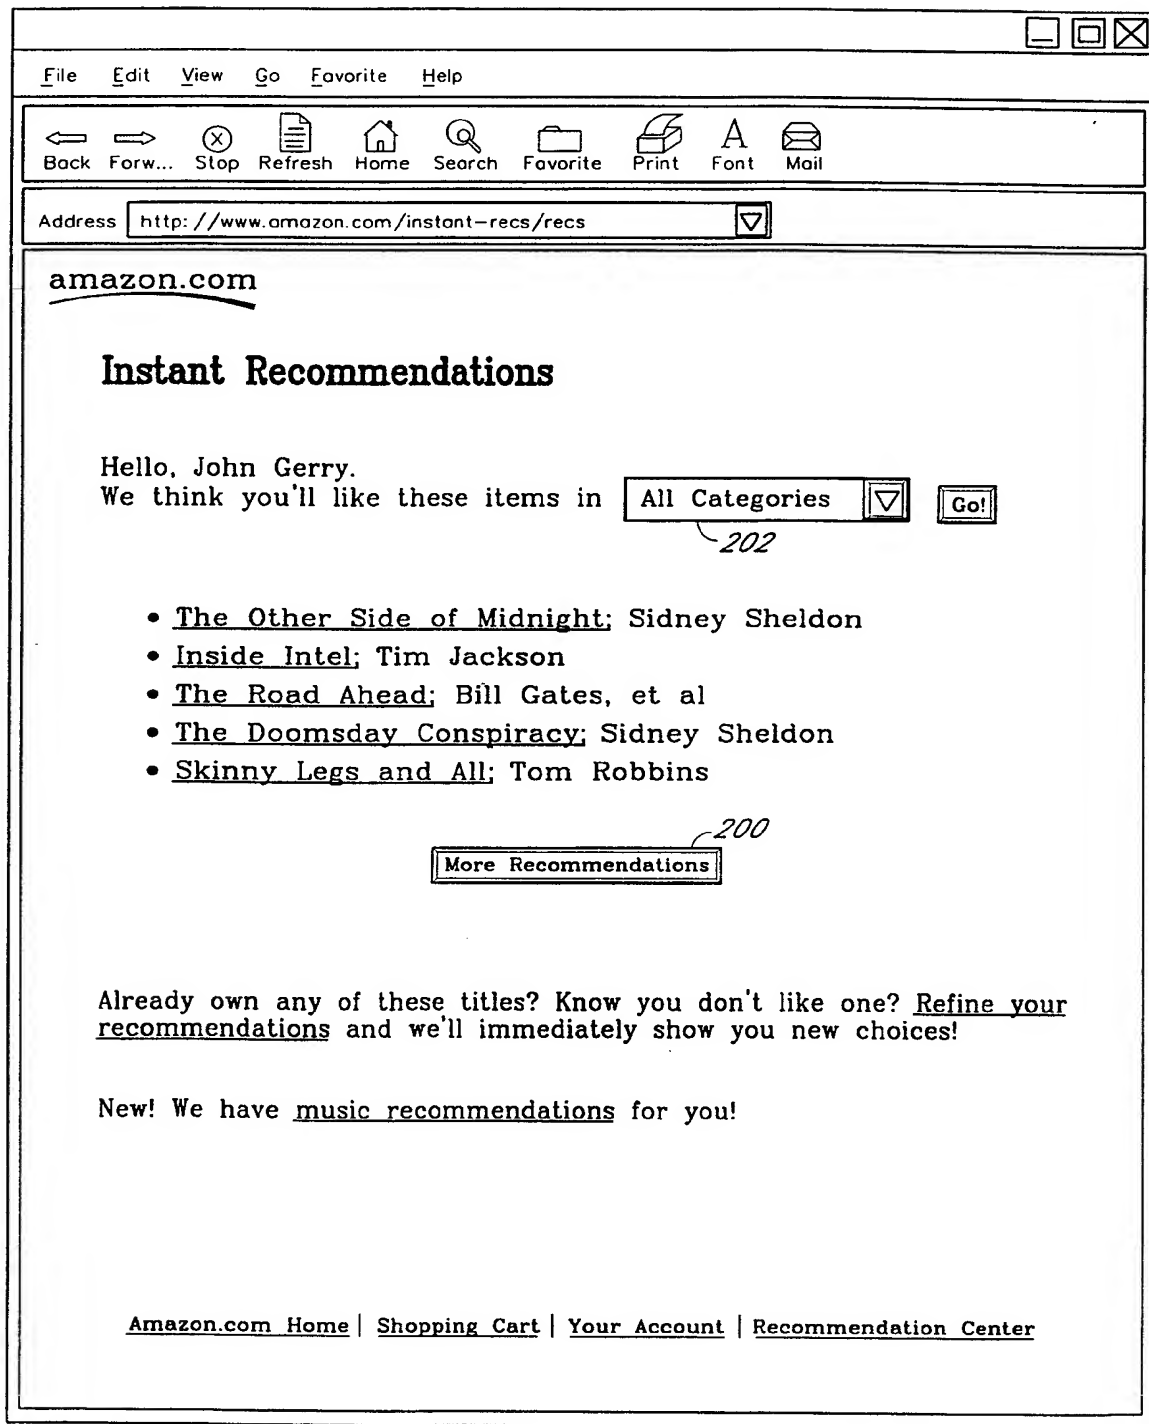 File Edit View Go Favorite Help
Back Forw... Stop Refresh Home Search Favorite Print Font Mail
Address http://www.amazon.com/instant-recs/recs
amazon.com
Instant Recommendations
Hello, John Gerry.
We think you'll like these items in All Categories Go!
202
• The Other Side of Midnight; Sidney Sheldon
• Inside Intel; Tim Jackson
• The Road Ahead; Bill Gates, et al
• The Doomsday Conspiracy; Sidney Sheldon
• Skinny Legs and All; Tom Robbins
200
More Recommendations
Already own any of these titles? Know you don't like one? Refine your
recommendations and we'll immediately show you new choices!
New! We have music recommendations for you!
Amazon.com Home | Shopping Cart | Your Account | Recommendation Center